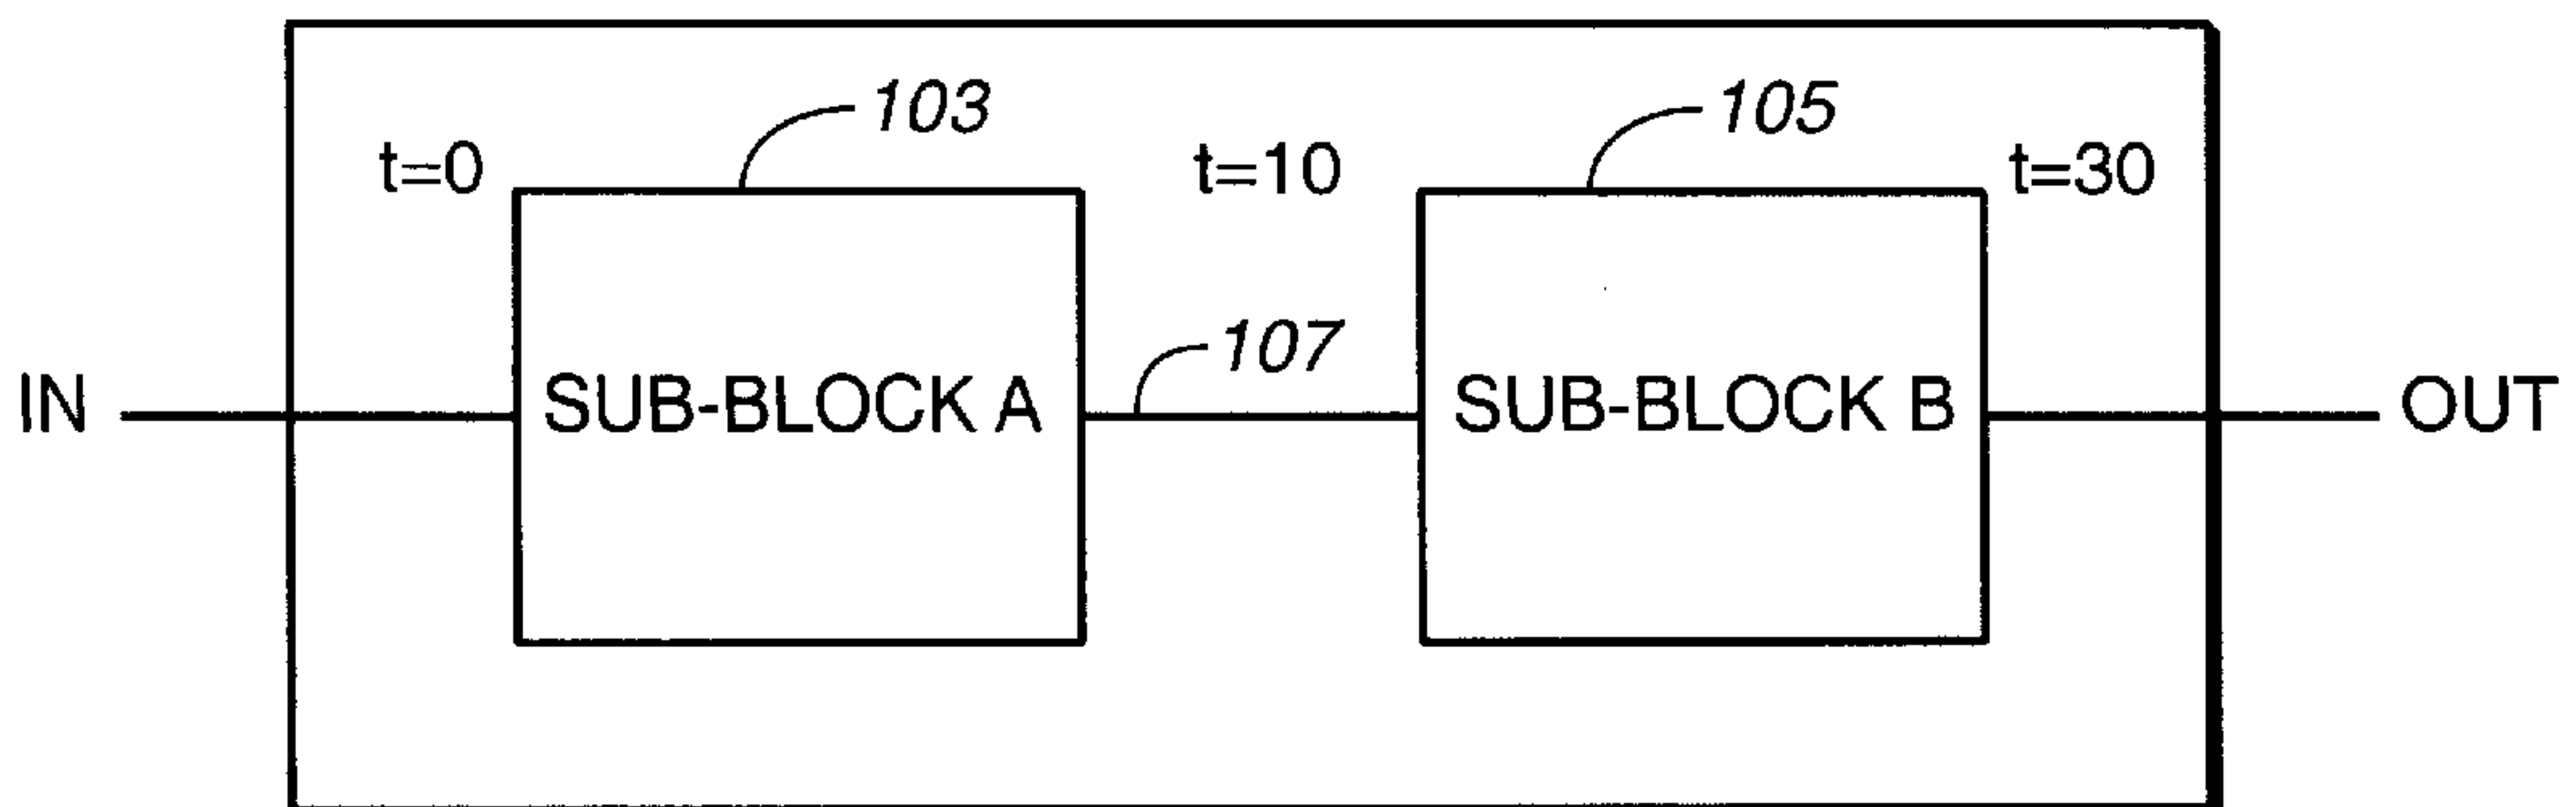 103
105
t=0
t=10
t=30
107
IN
SUB-BLOCK A
SUB-BLOCK B
OUT